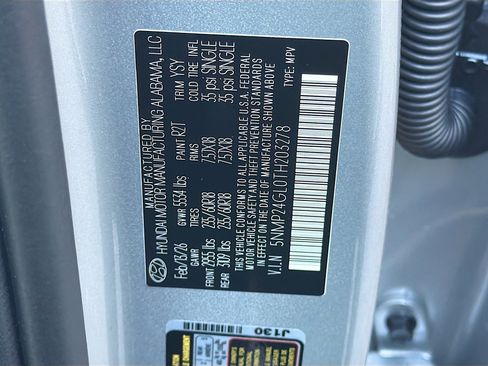 MANUFACTURED BY
HYUNDAI MOTOR MANUFACTURING ALABAMA, LLC
Feb/13/26 GVWR 5534 lbs PAINT R2T TRIM YSY
GAWR TIRES RIMS COLD TIRE INFL
FRONT 2955 lbs 235/60R18 7.5JX18 35 psi SINGLE
REAR 3109 lbs 235/60R18 7.5JX18 35 psi SINGLE
THIS VEHICLE CONFORMS TO ALL APPLICABLE U.S.A. FEDERAL
MOTOR VEHICLE SAFETY AND THEFT PREVENTION STANDARDS
IN EFFECT ON THE DATE OF MANUFACTURE SHOWN ABOVE.
V.I.N 5NMP24GL0TH203278 TYPE: MPV
J130